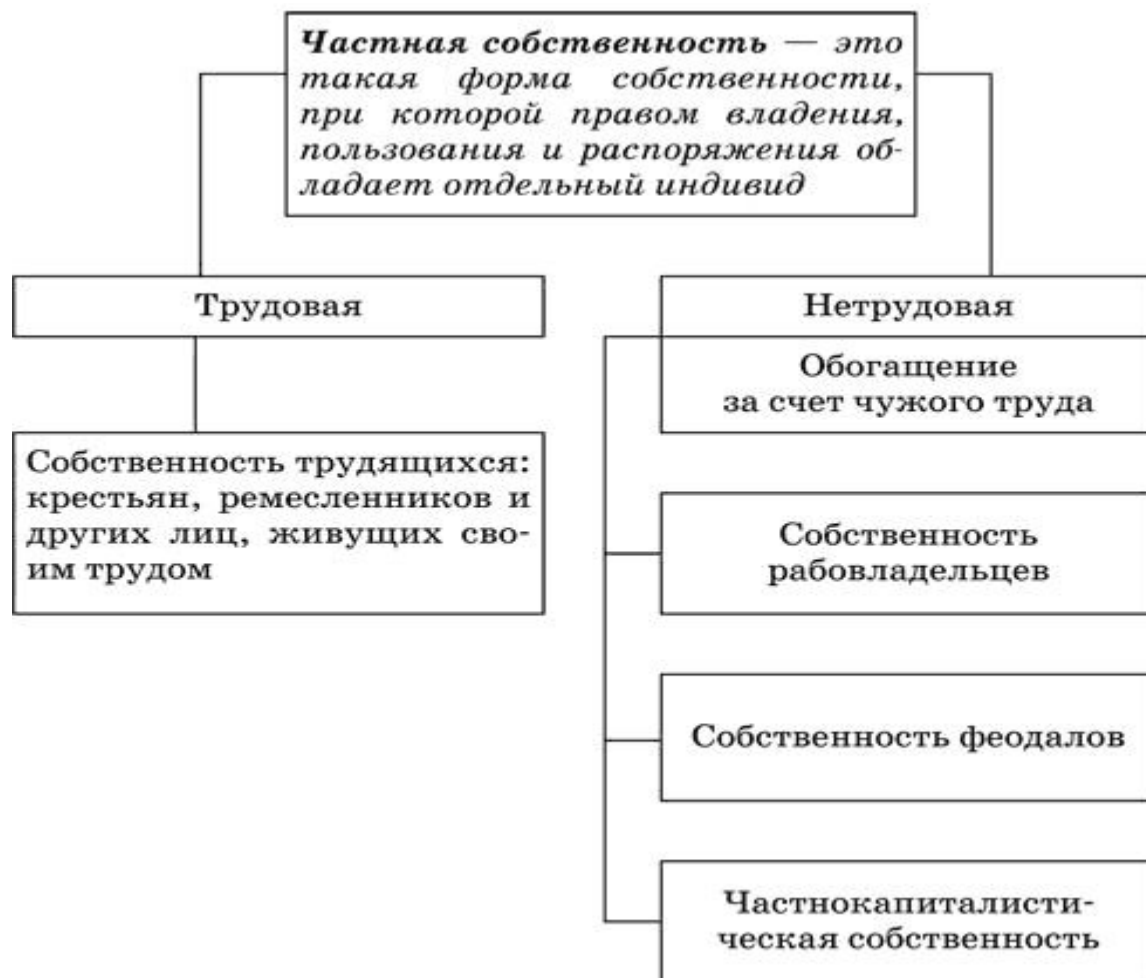 Частная собственность — это
такая форма собственности,
при которой правом владения,
пользования и распоряжения об-
ладает отдельный индивид
Трудовая
Собственность трудящихся:
крестьян, ремесленников и
других лиц, живущих сво-
им трудом
Нетрудовая
Обогащение
за счет чужого труда
Собственность
рабовладельцев
Собственность феодалов
Частнокапиталисти-
ческая собственность